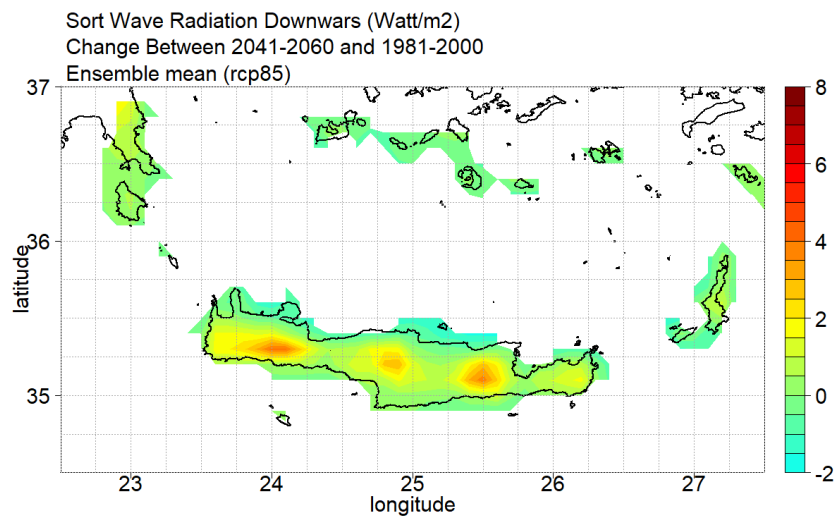 Sort Wave Radiation Downwars (Watt/m2)
Change Between 2041-2060 and 1981-2000
Ensemble mean (rcp85)
37
36
35
latitude
23
24
25
26
27
longitude
8
6
4
2
0
-2